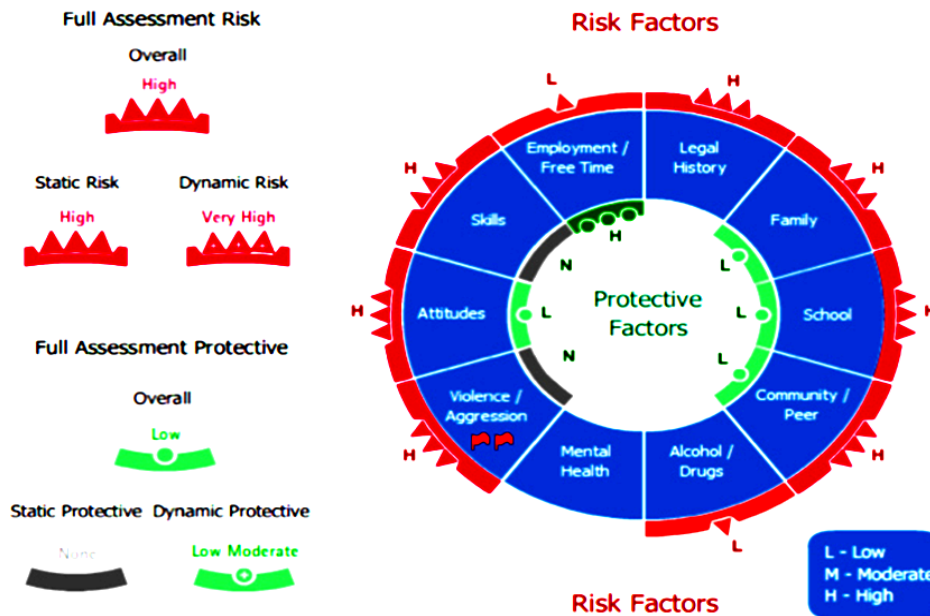 Full Assessment Risk
Overall
High
Static Risk
Dynamic Risk
High
Very High
Full Assessment Protective
Overall
Low
Static Protective
Dynamic Protective
None
Low Moderate
Risk Factors
L
H
Employment /
Free Time
Legal
History
H
H
Skills
Family
H
N
L
H
Attitudes
L
Protective
Factors
L
School
H
N
L
Violence /
Aggression
Community /
Peer
H
H
Mental
Health
Alcohol /
Drugs
L
L - Low
M - Moderate
H - High
Risk Factors